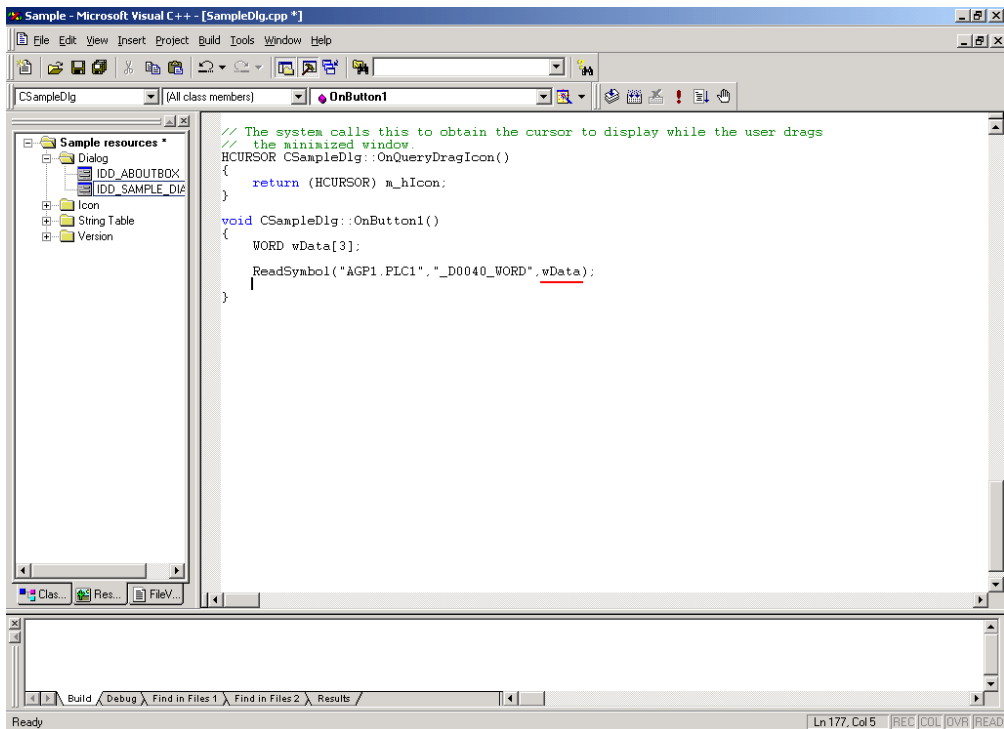 Sample - Microsoft Visual C++ - [SampleDlg.cpp *]
File Edit View Insert Project Build Tools Window Help
CSampleDlg (All class members) OnButton1
Sample resources *
Dialog
IDD_ABOUTBOX
IDD_SAMPLE_DIA
Icon
String Table
Version
Clas... Res... FileV...
// The system calls this to obtain the cursor to display while the user drags
//  the minimized window.
HCURSOR CSampleDlg::OnQueryDragIcon()
{
    return (HCURSOR) m_hIcon;
}
void CSampleDlg::OnButton1()
{
    WORD wData[3];
    ReadSymbol("AGP1.PLC1","_D0040_WORD",wData);
}
Build Debug Find in Files 1 Find in Files 2 Results
Ready Ln 177, Col 5 REC COL OVR READ